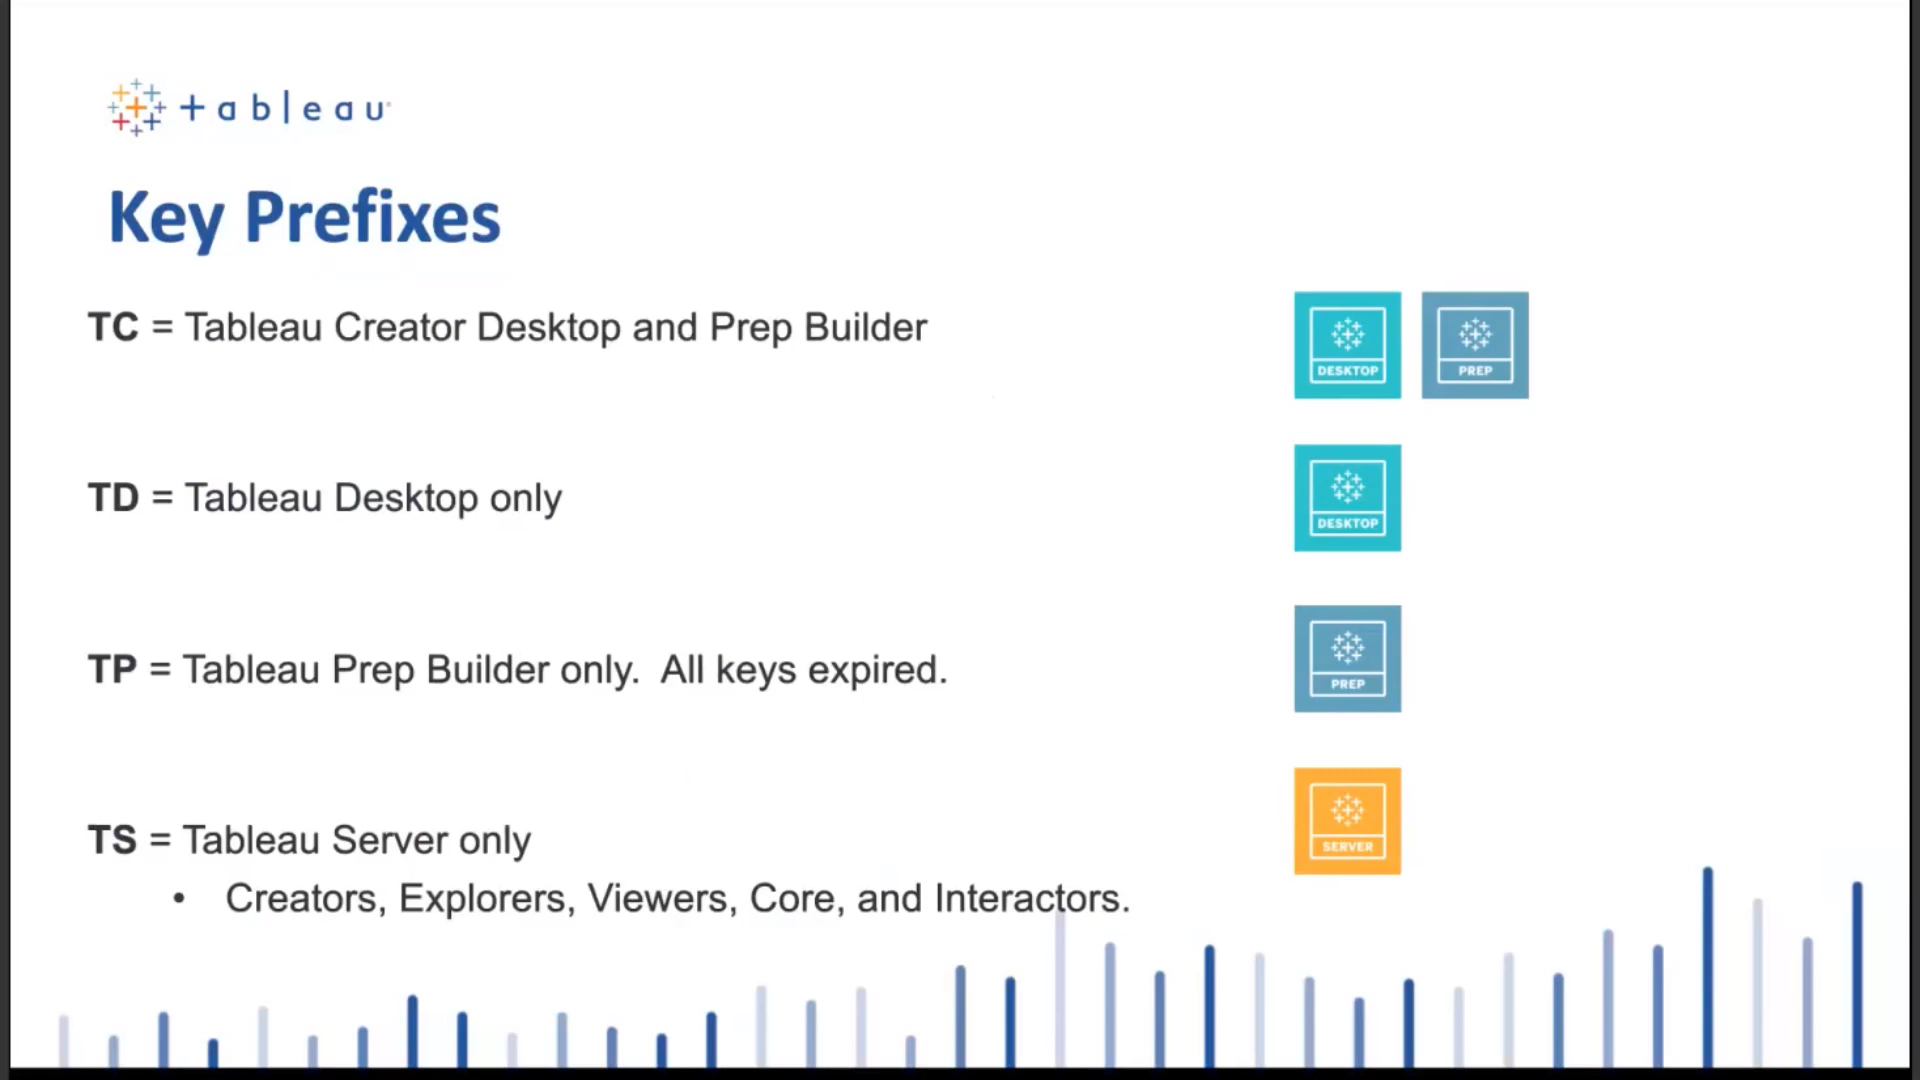 +ableau
Key Prefixes
TC = Tableau Creator Desktop and Prep Builder
DESKTOP
PREP
TD = Tableau Desktop only
DESKTOP
TP = Tableau Prep Builder only.  All keys expired.
PREP
TS = Tableau Server only
SERVER
• Creators, Explorers, Viewers, Core, and Interactors.